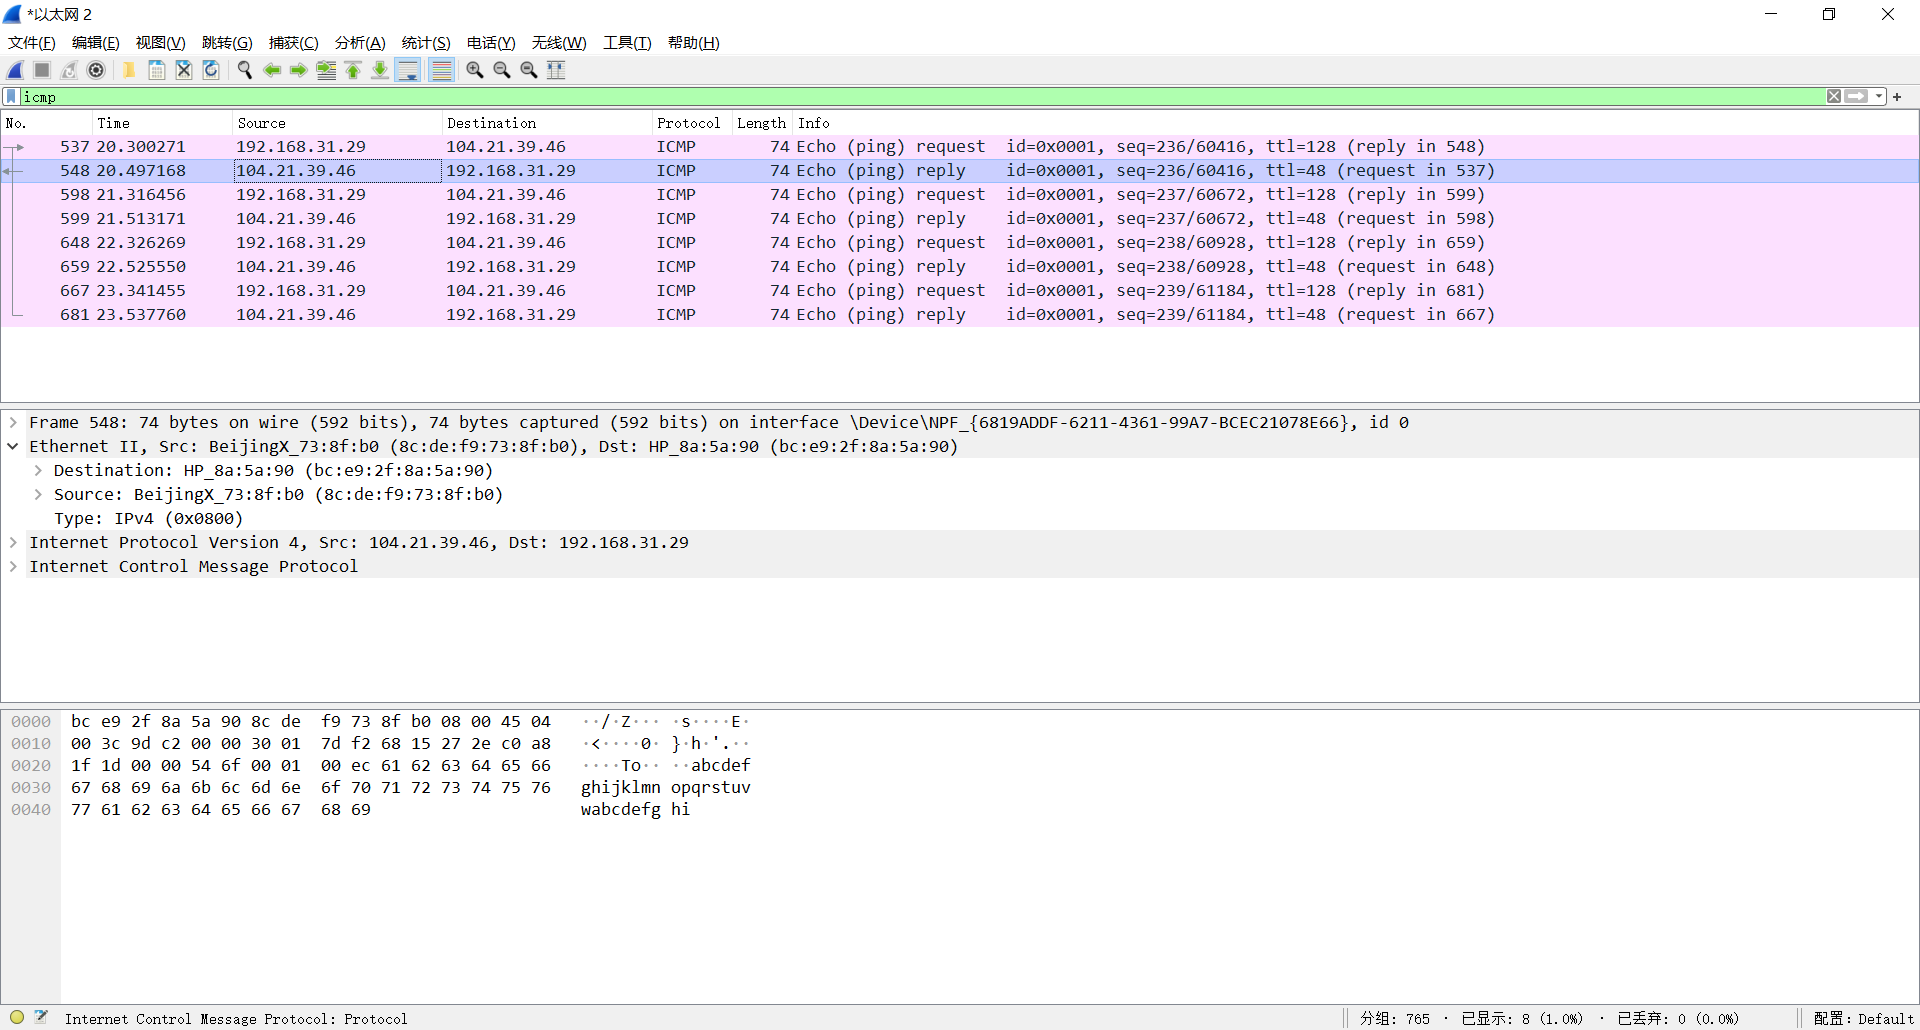 *以太网 2
文件(F) 编辑(E) 视图(V) 跳转(G) 捕获(C) 分析(A) 统计(S) 电话(Y) 无线(W) 工具(T) 帮助(H)
icmp
No. Time Source Destination Protocol Length Info
537 20.300271 192.168.31.29 104.21.39.46 ICMP 74 Echo (ping) request id=0x0001, seq=236/60416, ttl=128 (reply in 548)
548 20.497168 104.21.39.46 192.168.31.29 ICMP 74 Echo (ping) reply id=0x0001, seq=236/60416, ttl=48 (request in 537)
598 21.316456 192.168.31.29 104.21.39.46 ICMP 74 Echo (ping) request id=0x0001, seq=237/60672, ttl=128 (reply in 599)
599 21.513171 104.21.39.46 192.168.31.29 ICMP 74 Echo (ping) reply id=0x0001, seq=237/60672, ttl=48 (request in 598)
648 22.326269 192.168.31.29 104.21.39.46 ICMP 74 Echo (ping) request id=0x0001, seq=238/60928, ttl=128 (reply in 659)
659 22.525550 104.21.39.46 192.168.31.29 ICMP 74 Echo (ping) reply id=0x0001, seq=238/60928, ttl=48 (request in 648)
667 23.341455 192.168.31.29 104.21.39.46 ICMP 74 Echo (ping) request id=0x0001, seq=239/61184, ttl=128 (reply in 681)
681 23.537760 104.21.39.46 192.168.31.29 ICMP 74 Echo (ping) reply id=0x0001, seq=239/61184, ttl=48 (request in 667)
Frame 548: 74 bytes on wire (592 bits), 74 bytes captured (592 bits) on interface \Device\NPF_{6819ADDF-6211-4361-99A7-BCEC21078E66}, id 0
Ethernet II, Src: BeijingX_73:8f:b0 (8c:de:f9:73:8f:b0), Dst: HP_8a:5a:90 (bc:e9:2f:8a:5a:90)
Destination: HP_8a:5a:90 (bc:e9:2f:8a:5a:90)
Source: BeijingX_73:8f:b0 (8c:de:f9:73:8f:b0)
Type: IPv4 (0x0800)
Internet Protocol Version 4, Src: 104.21.39.46, Dst: 192.168.31.29
Internet Control Message Protocol
0000 bc e9 2f 8a 5a 90 8c de f9 73 8f b0 08 00 45 04 ··/·Z··· ·s····E·
0010 00 3c 9d c2 00 00 30 01 7d f2 68 15 27 2e c0 a8 ·<····0· }·h·'.··
0020 1f 1d 00 00 54 6f 00 01 00 ec 61 62 63 64 65 66 ····To·· ··abcdef
0030 67 68 69 6a 6b 6c 6d 6e 6f 70 71 72 73 74 75 76 ghijklmn opqrstuv
0040 77 61 62 63 64 65 66 67 68 69 wabcdefg hi
Internet Control Message Protocol: Protocol 分组: 765 · 已显示: 8 (1.0%) · 已丢弃: 0 (0.0%) 配置: Default